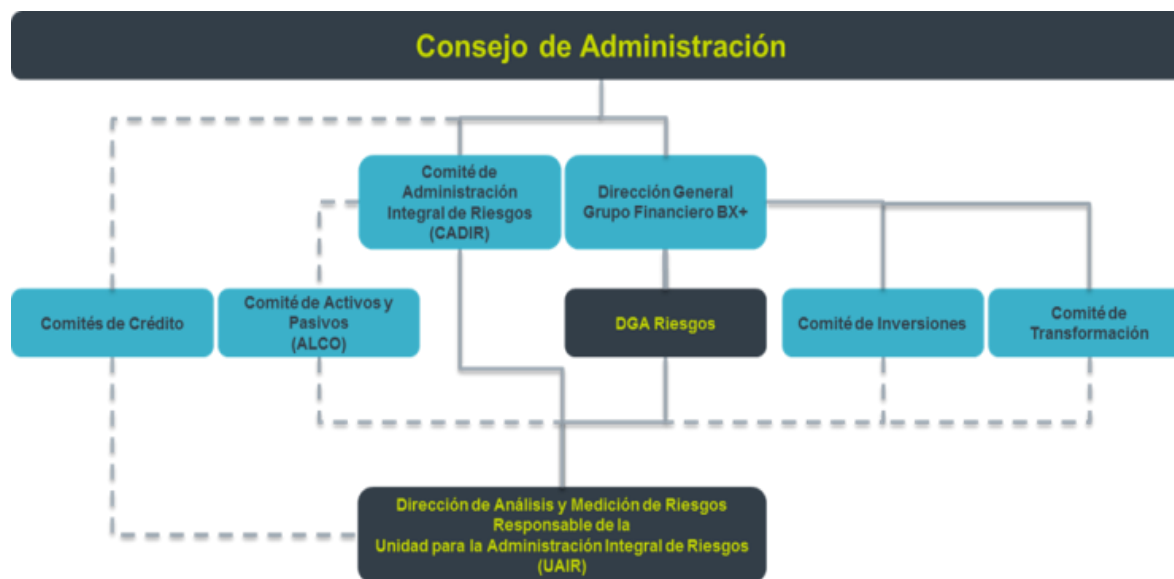 Consejo de Administración
Comité de
Administración
Integral de Riesgos
(CADIR)
Dirección General
Grupo Financiero BX+
Comités de Crédito
Comité de Activos y
Pasivos
(ALCO)
DGA Riesgos
Comité de Inversiones
Comité de
Transformación
Dirección de Análisis y Medición de Riesgos
Responsable de la
Unidad para la Administración Integral de Riesgos
(UAIR)